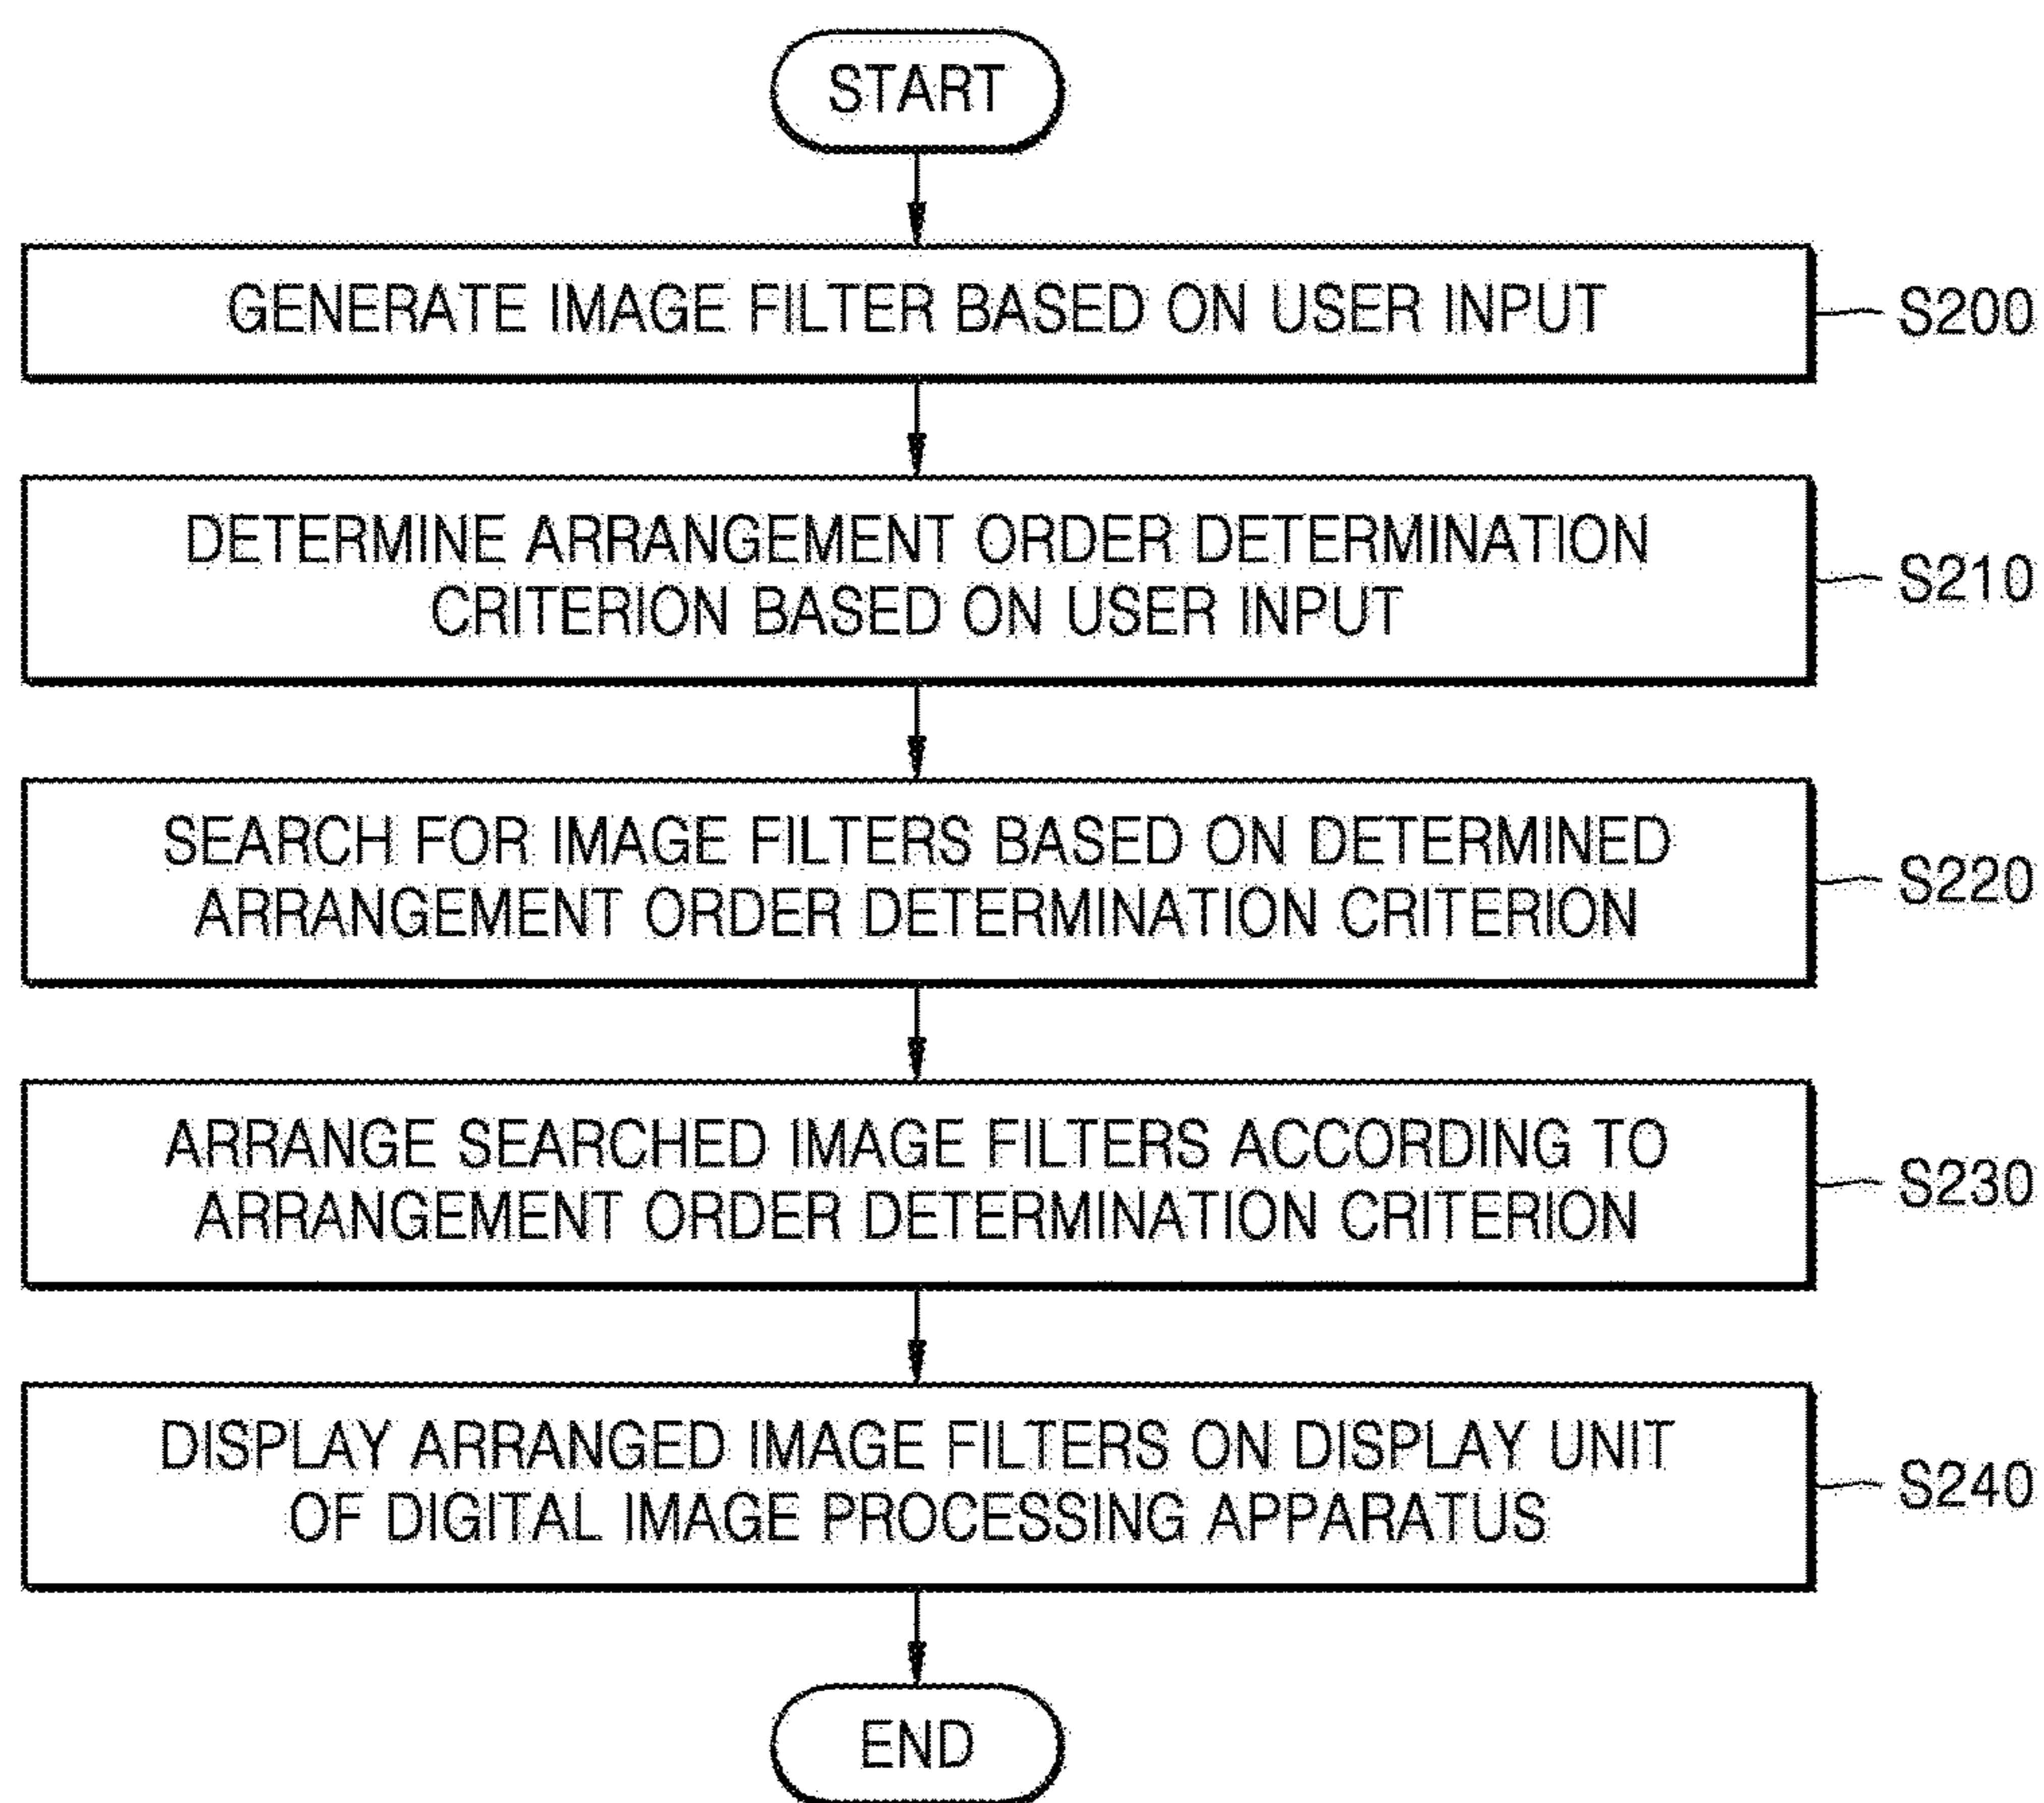 START
GENERATE IMAGE FILTER BASED ON USER INPUT
S200
DETERMINE ARRANGEMENT ORDER DETERMINATION
CRITERION BASED ON USER INPUT
S210
SEARCH FOR IMAGE FILTERS BASED ON DETERMINED
ARRANGEMENT ORDER DETERMINATION CRITERION
S220
ARRANGE SEARCHED IMAGE FILTERS ACCORDING TO
ARRANGEMENT ORDER DETERMINATION CRITERION
S230
DISPLAY ARRANGED IMAGE FILTERS ON DISPLAY UNIT
OF DIGITAL IMAGE PROCESSING APPARATUS
S240
END